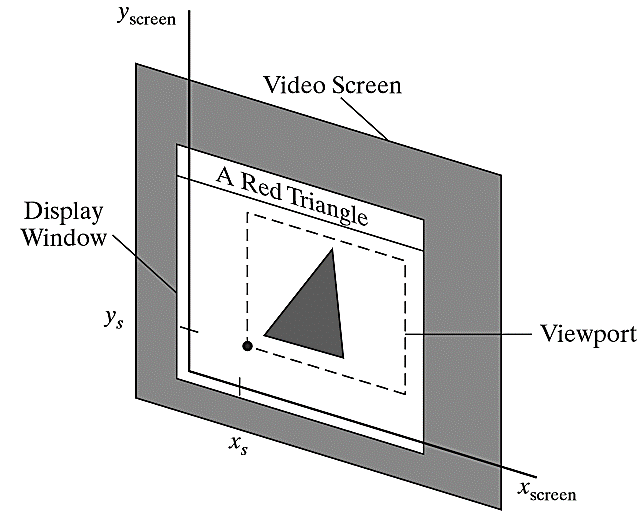 y_screen
Video Screen
A Red Triangle
Display
Window
y_s
Viewport
x_s
x_screen